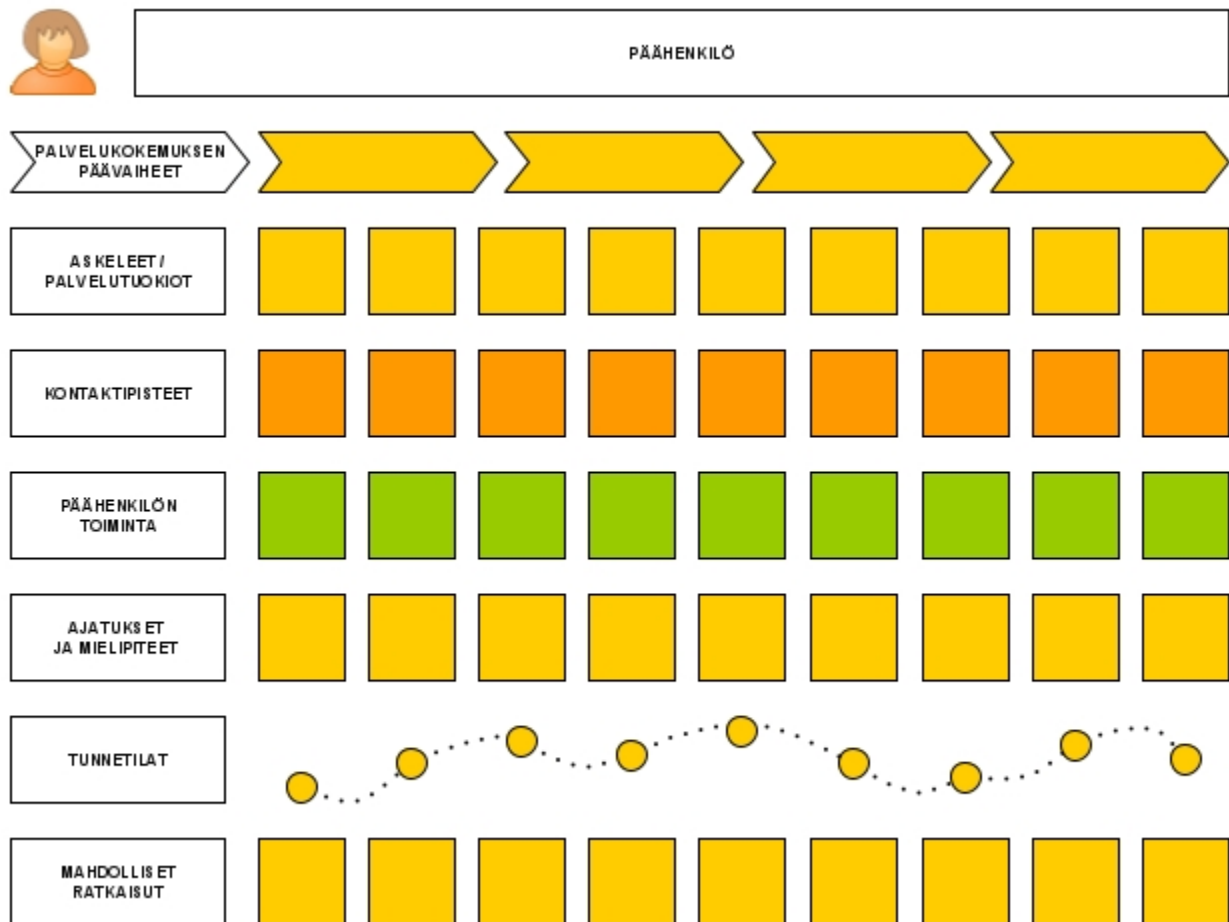 PÄÄHENKILÖ
PALVELUKOKEMUKSEN
PÄÄVAIHEET
ASKELEET /
PALVELUTUOKIOT
KONTAKTIPISTEET
PÄÄHENKILÖN
TOIMINTA
AJATUKSET
JA MIELIPITEET
TUNNETILAT
MAHDOLLISET
RATKAISUT